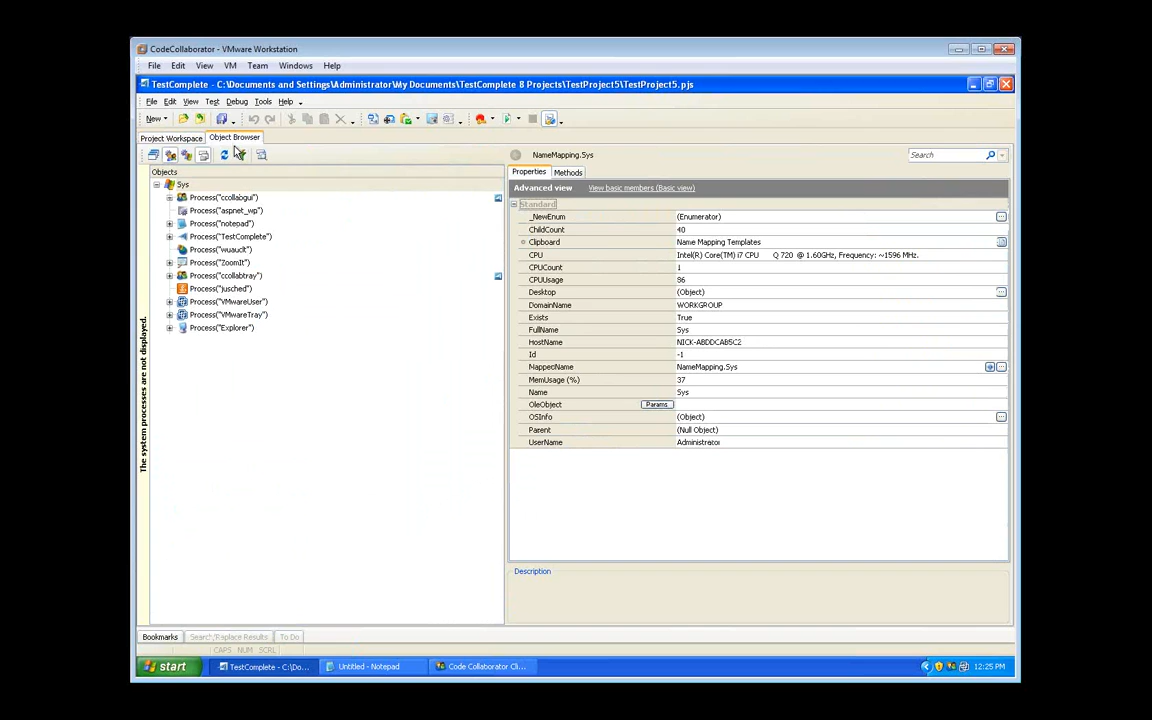 CodeCollaborator - VMware Workstation
File Edit View VM Team Windows Help
TestComplete - C:\Documents and Settings\Administrator\My Documents\TestComplete 8 Projects\TestProject5\TestProject5.pjs
File Edit View Test Debug Tools Help
New
Project Workspace Object Browser
NameMapping.Sys Search
Objects Properties Methods
Sys Advanced view View basic members (Basic view)
Process("ccollabgui") Standard
Process("aspnet_wp") _NewEnum (Enumerator)
Process("notepad") ChildCount 40
Process("TestComplete") Clipboard Name Mapping Templates
Process("wuauclt") CPU Intel(R) Core(TM) i7 CPU Q 720 @ 1.60GHz, Frequency: ~1596 MHz.
Process("ZoomIt") CPUCount 1
Process("ccollabtray") CPUUsage 86
Process("jusched") Desktop (Object)
Process("VMwareUser") DomainName WORKGROUP
Process("VMwareTray") Exists True
Process("Explorer") FullName Sys
HostName NICK-ABDDCAB5C2
Id -1
MappedName NameMapping.Sys
MemUsage (%) 37
Name Sys
OleObject Params
OSInfo (Object)
Parent (Null Object)
UserName Administrator
The system processes are not displayed.
Description
Bookmarks Search/Replace Results To Do
CAPS NUM SCRL
start TestComplete - C:\Do... Untitled - Notepad Code Collaborator Cli... 12:25 PM